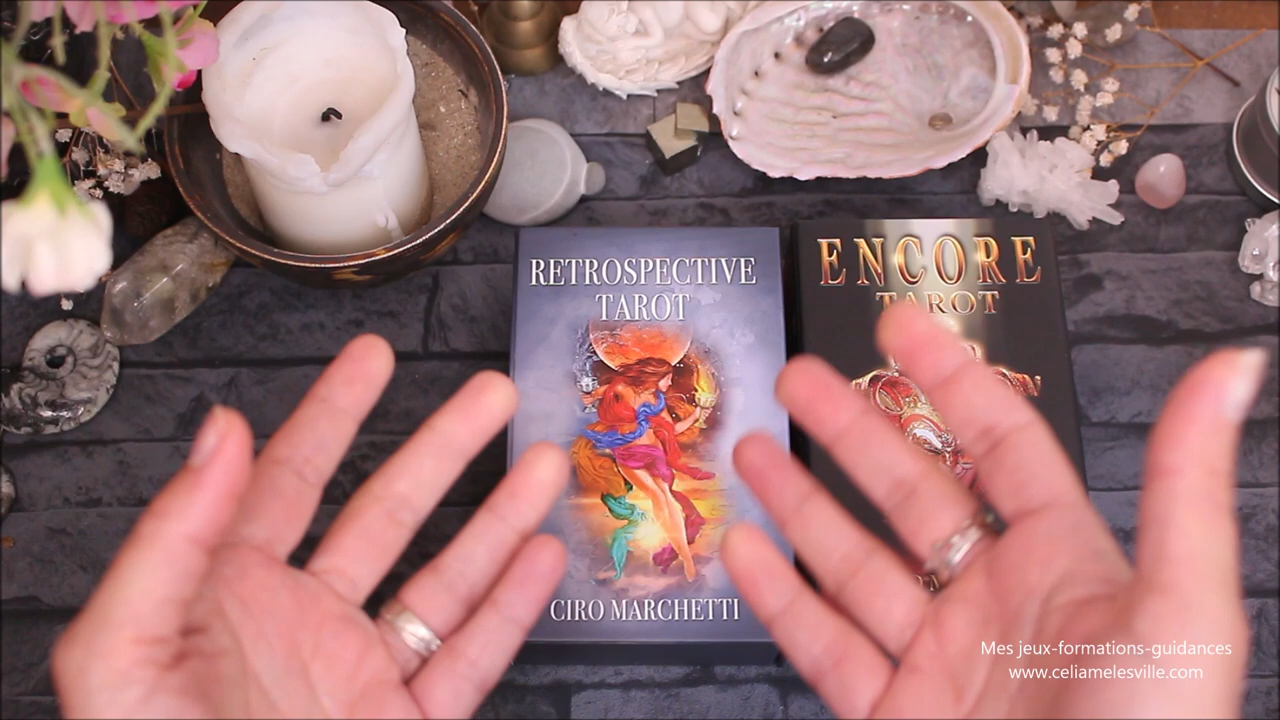 RETROSPECTIVE
TAROT
CIRO MARCHETTI
ENCORE
TAROT
Mes jeux-formations-guidances
www.celiamelesville.com